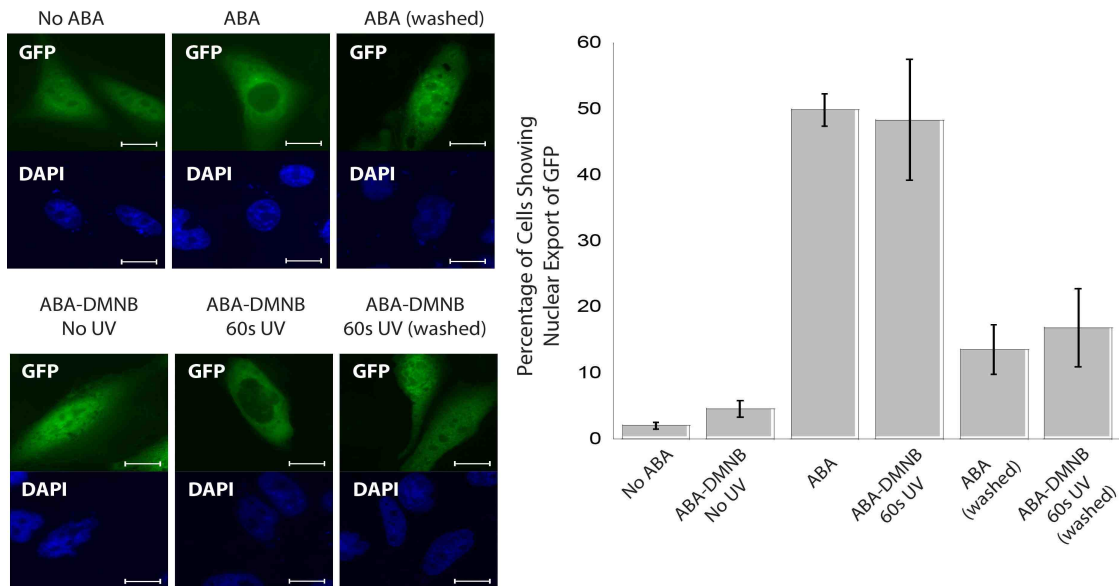 No ABA
ABA
ABA (washed)
GFP
GFP
GFP
DAPI
DAPI
DAPI
ABA-DMNB
No UV
ABA-DMNB
60s UV
ABA-DMNB
60s UV (washed)
GFP
GFP
GFP
DAPI
DAPI
DAPI
Percentage of Cells Showing
Nuclear Export of GFP
60
50
40
30
20
10
0
No ABA
ABA-DMNB
No UV
ABA
ABA-DMNB
60s UV
ABA
(washed)
ABA-DMNB
60s UV
(washed)